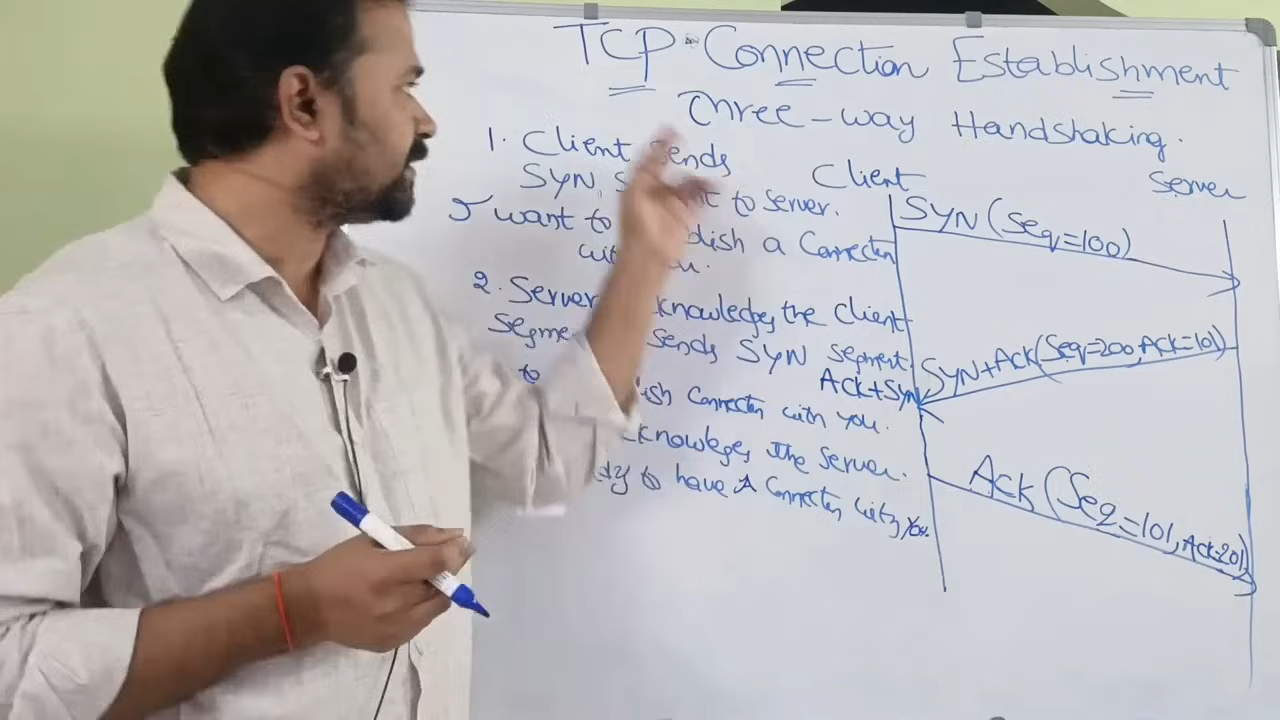 TCP Connection Establishment
Three-way Handshaking.
Client
Server
1. Client Sends
SYN, to Server.
I want to a Connection
2. Server the Client
Sends SYN segment
to
Connection with you.
the Server.
to have A Connection with You.
SYN (Seq=100)
SYN+Ack (Seq=200, Ack=101)
Ack+SYN
Ack (Seq=101, Ack=201)